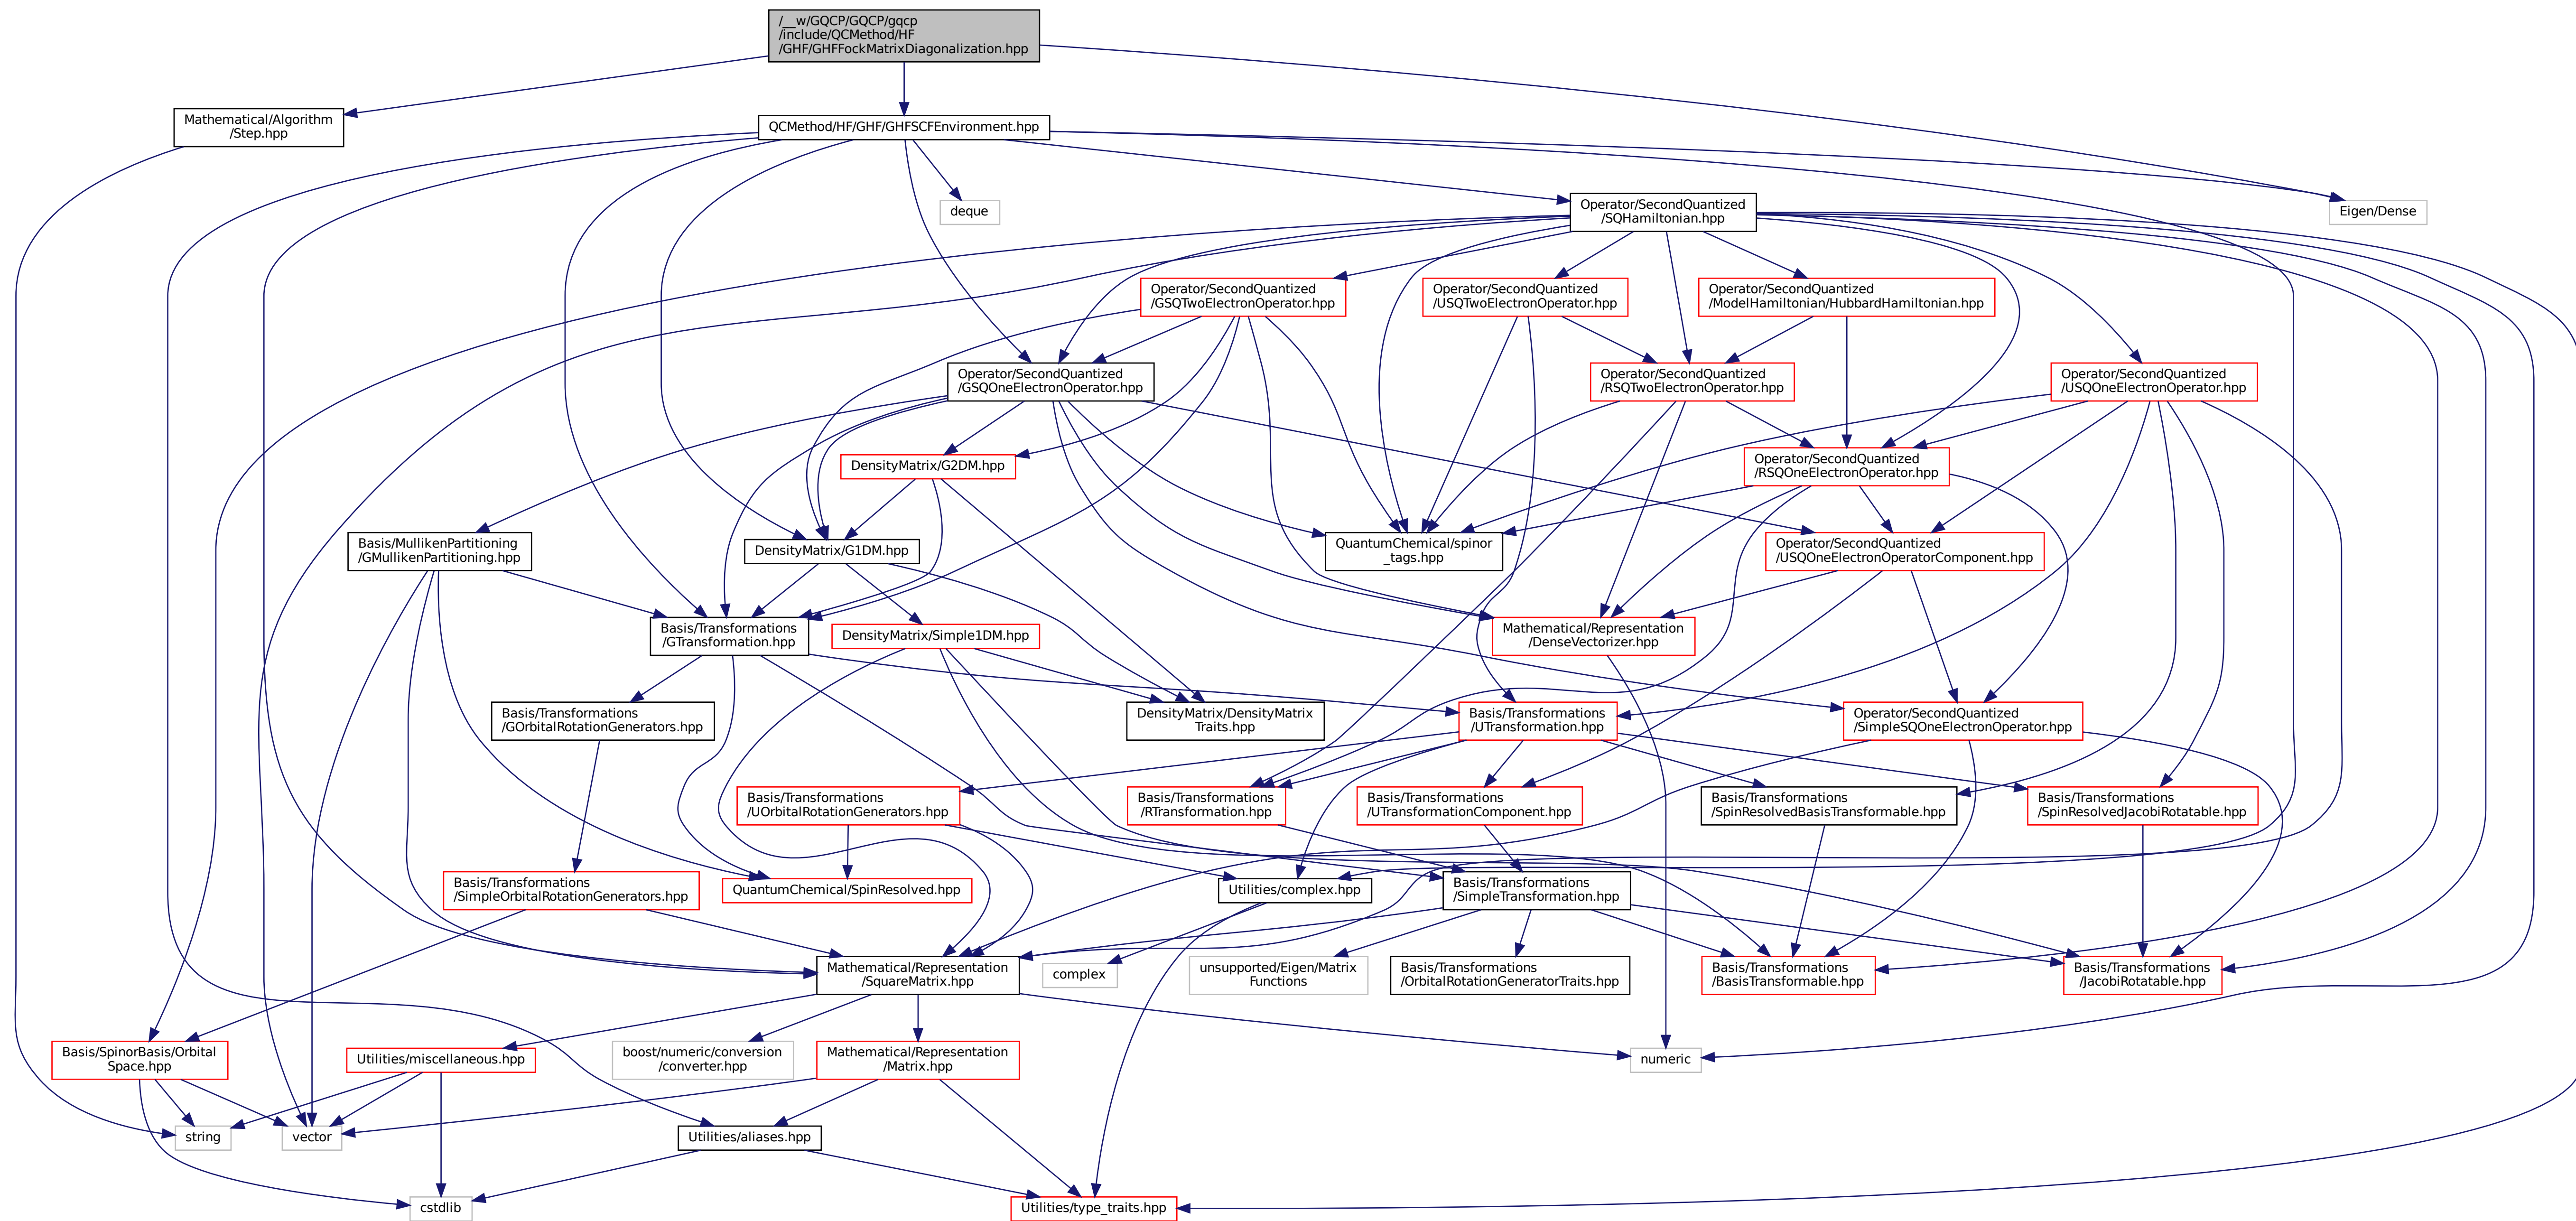 /__w/GQCP/GQCP/gqcp
/include/QCMethod/HF
/GHF/GHFFockMatrixDiagonalization.hpp
Mathematical/Algorithm
/Step.hpp
QCMethod/HF/GHF/GHFSCFEnvironment.hpp
deque
Operator/SecondQuantized
/SQHamiltonian.hpp
Eigen/Dense
Operator/SecondQuantized
/GSQTwoElectronOperator.hpp
Operator/SecondQuantized
/USQTwoElectronOperator.hpp
Operator/SecondQuantized
/ModelHamiltonian/HubbardHamiltonian.hpp
Operator/SecondQuantized
/GSQOneElectronOperator.hpp
Operator/SecondQuantized
/RSQTwoElectronOperator.hpp
Operator/SecondQuantized
/USQOneElectronOperator.hpp
DensityMatrix/G2DM.hpp
Operator/SecondQuantized
/RSQOneElectronOperator.hpp
Basis/MullikenPartitioning
/GMullikenPartitioning.hpp
DensityMatrix/G1DM.hpp
QuantumChemical/spinor
_tags.hpp
Operator/SecondQuantized
/USQOneElectronOperatorComponent.hpp
Basis/Transformations
/GTransformation.hpp
DensityMatrix/Simple1DM.hpp
Mathematical/Representation
/DenseVectorizer.hpp
Basis/Transformations
/GOrbitalRotationGenerators.hpp
DensityMatrix/DensityMatrix
Traits.hpp
Basis/Transformations
/UTransformation.hpp
Operator/SecondQuantized
/SimpleSQOneElectronOperator.hpp
Basis/Transformations
/UOrbitalRotationGenerators.hpp
Basis/Transformations
/RTransformation.hpp
Basis/Transformations
/UTransformationComponent.hpp
Basis/Transformations
/SpinResolvedBasisTransformable.hpp
Basis/Transformations
/SpinResolvedJacobiRotatable.hpp
Basis/Transformations
/SimpleOrbitalRotationGenerators.hpp
QuantumChemical/SpinResolved.hpp
Utilities/complex.hpp
Basis/Transformations
/SimpleTransformation.hpp
Mathematical/Representation
/SquareMatrix.hpp
complex
unsupported/Eigen/Matrix
Functions
Basis/Transformations
/OrbitalRotationGeneratorTraits.hpp
Basis/Transformations
/BasisTransformable.hpp
Basis/Transformations
/JacobiRotatable.hpp
Basis/SpinorBasis/Orbital
Space.hpp
Utilities/miscellaneous.hpp
boost/numeric/conversion
/converter.hpp
Mathematical/Representation
/Matrix.hpp
numeric
string
vector
Utilities/aliases.hpp
cstdlib
Utilities/type_traits.hpp